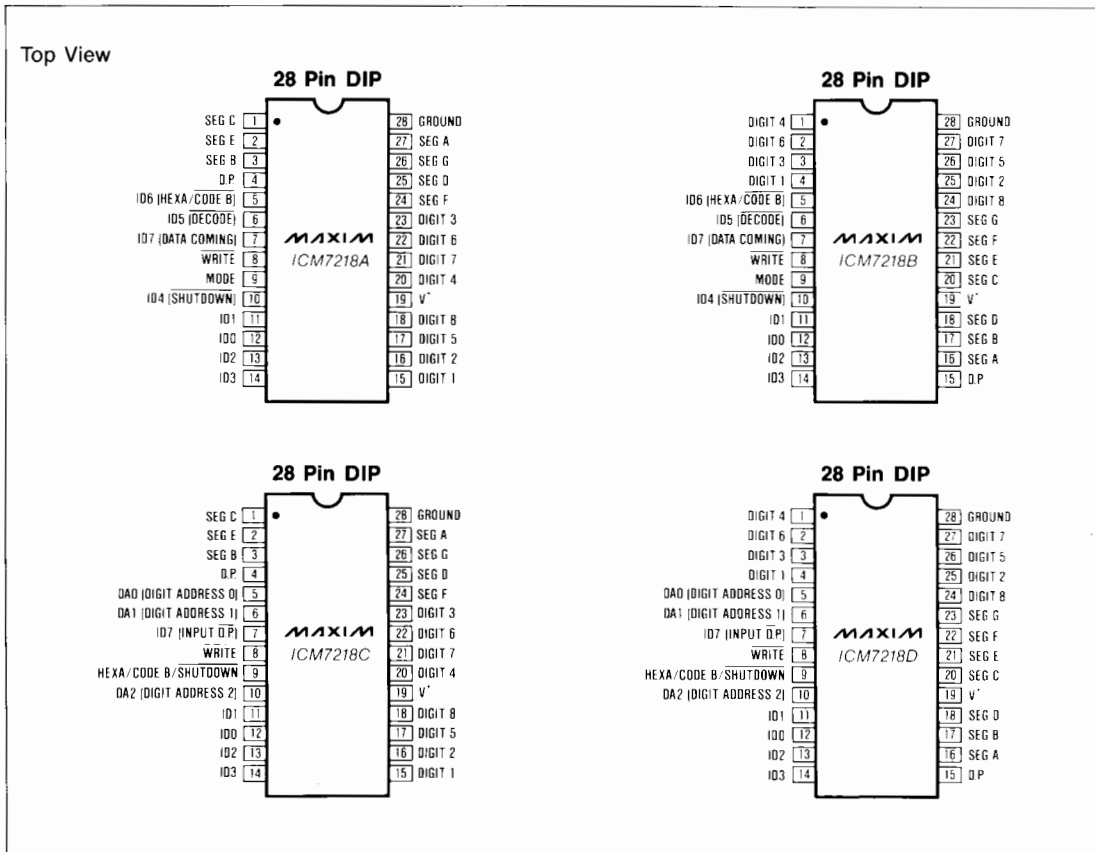 Top View
28 Pin DIP
SEG C 1
SEG E 2
SEG B 3
D.P. 4
ID6 (HEXA/CODE B) 5
ID5 (DECODE) 6
ID7 (DATA COMING) 7
WRITE 8
MODE 9
ID4 (SHUTDOWN) 10
ID1 11
ID0 12
ID2 13
ID3 14
MAXIM
ICM7218A
28 GROUND
27 SEG A
26 SEG G
25 SEG D
24 SEG F
23 DIGIT 3
22 DIGIT 6
21 DIGIT 7
20 DIGIT 4
19 V+
18 DIGIT 8
17 DIGIT 5
16 DIGIT 2
15 DIGIT 1
28 Pin DIP
DIGIT 4 1
DIGIT 6 2
DIGIT 3 3
DIGIT 1 4
ID6 (HEXA/CODE B) 5
ID5 (DECODE) 6
ID7 (DATA COMING) 7
WRITE 8
MODE 9
ID4 (SHUTDOWN) 10
ID1 11
ID0 12
ID2 13
ID3 14
MAXIM
ICM7218B
28 GROUND
27 DIGIT 7
26 DIGIT 5
25 DIGIT 2
24 DIGIT 8
23 SEG G
22 SEG F
21 SEG E
20 SEG C
19 V+
18 SEG D
17 SEG B
16 SEG A
15 D.P
28 Pin DIP
SEG C 1
SEG E 2
SEG B 3
D.P. 4
DA0 (DIGIT ADDRESS 0) 5
DA1 (DIGIT ADDRESS 1) 6
ID7 (INPUT D.P.) 7
WRITE 8
HEXA/CODE B/SHUTDOWN 9
DA2 (DIGIT ADDRESS 2) 10
ID1 11
ID0 12
ID2 13
ID3 14
MAXIM
ICM7218C
28 GROUND
27 SEG A
26 SEG G
25 SEG D
24 SEG F
23 DIGIT 3
22 DIGIT 6
21 DIGIT 7
20 DIGIT 4
19 V+
18 DIGIT 8
17 DIGIT 5
16 DIGIT 2
15 DIGIT 1
28 Pin DIP
DIGIT 4 1
DIGIT 6 2
DIGIT 3 3
DIGIT 1 4
DA0 (DIGIT ADDRESS 0) 5
DA1 (DIGIT ADDRESS 1) 6
ID7 (INPUT D.P.) 7
WRITE 8
HEXA/CODE B/SHUTDOWN 9
DA2 (DIGIT ADDRESS 2) 10
ID1 11
ID0 12
ID2 13
ID3 14
MAXIM
ICM7218D
28 GROUND
27 DIGIT 7
26 DIGIT 5
25 DIGIT 2
24 DIGIT 8
23 SEG G
22 SEG F
21 SEG E
20 SEG C
19 V+
18 SEG D
17 SEG B
16 SEG A
15 D.P